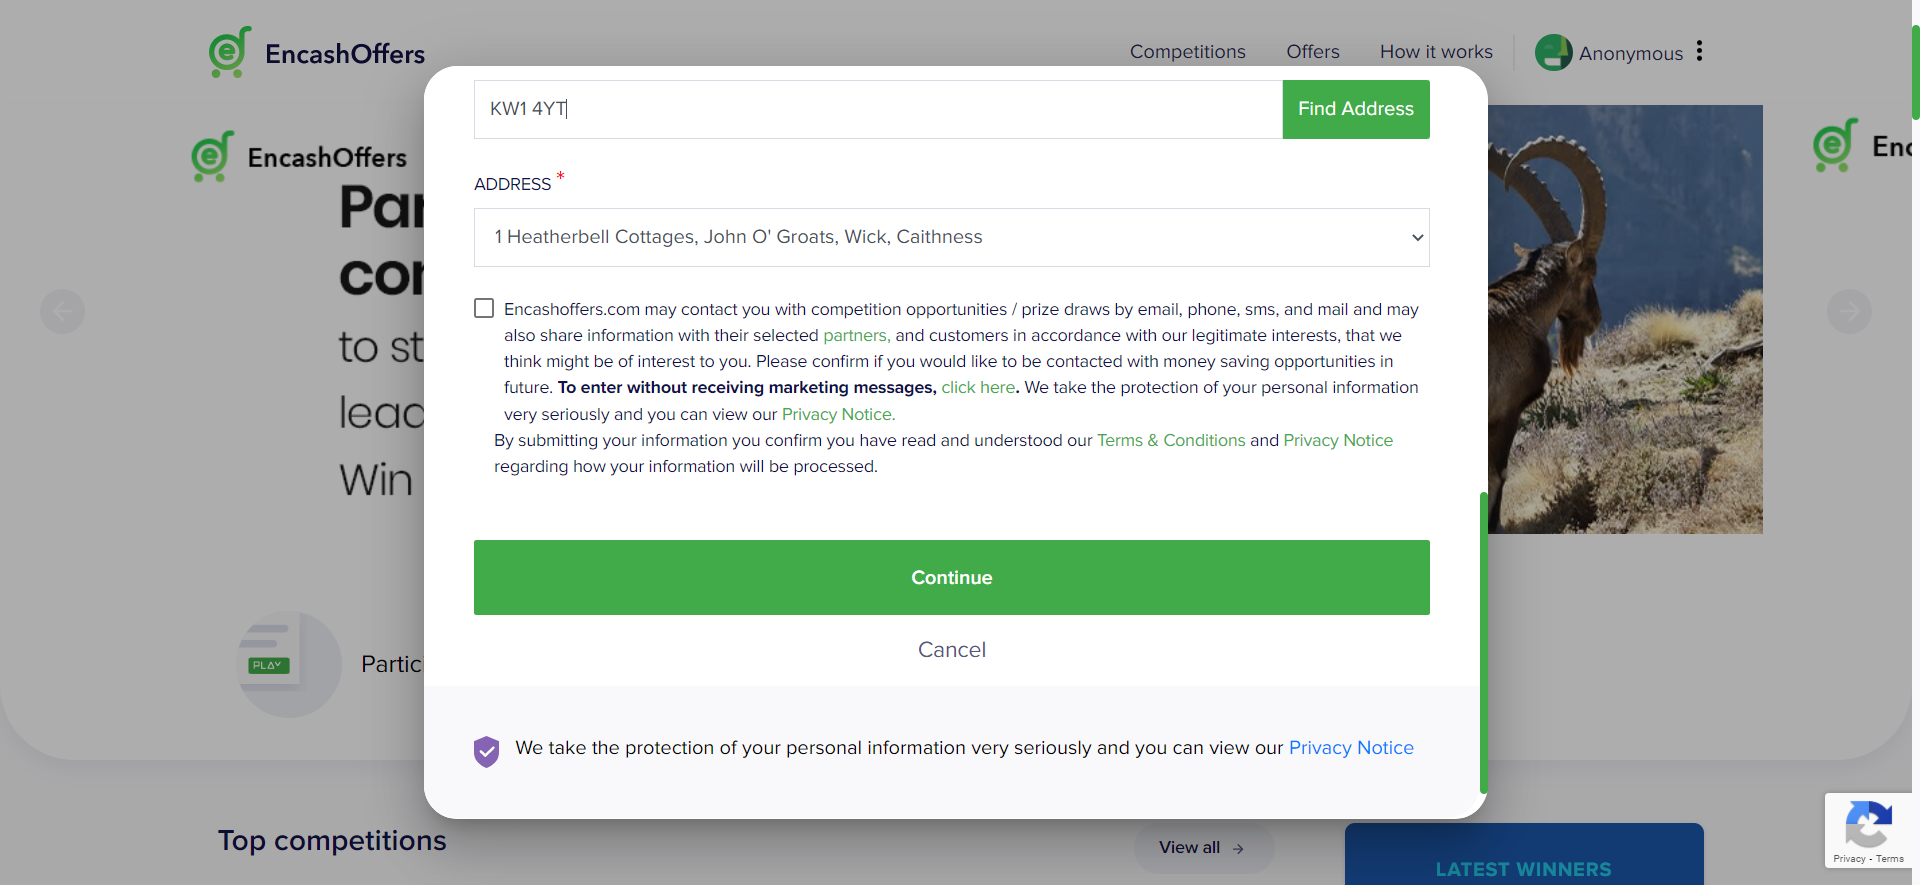 EncashOffers
Competitions
Offers
How it works
Anonymous
KW1 4YT
Find Address
EncashOffers
Par
con
to st
lead
Win
Enc
ADDRESS *
1 Heatherbell Cottages, John O' Groats, Wick, Caithness
Encashoffers.com may contact you with competition opportunities / prize draws by email, phone, sms, and mail and may
also share information with their selected partners, and customers in accordance with our legitimate interests, that we
think might be of interest to you. Please confirm if you would like to be contacted with money saving opportunities in
future. To enter without receiving marketing messages, click here. We take the protection of your personal information
very seriously and you can view our Privacy Notice.
By submitting your information you confirm you have read and understood our Terms & Conditions and Privacy Notice
regarding how your information will be processed.
Continue
Cancel
PLAY
Partic
We take the protection of your personal information very seriously and you can view our Privacy Notice
Top competitions
View all
LATEST WINNERS
Privacy - Terms